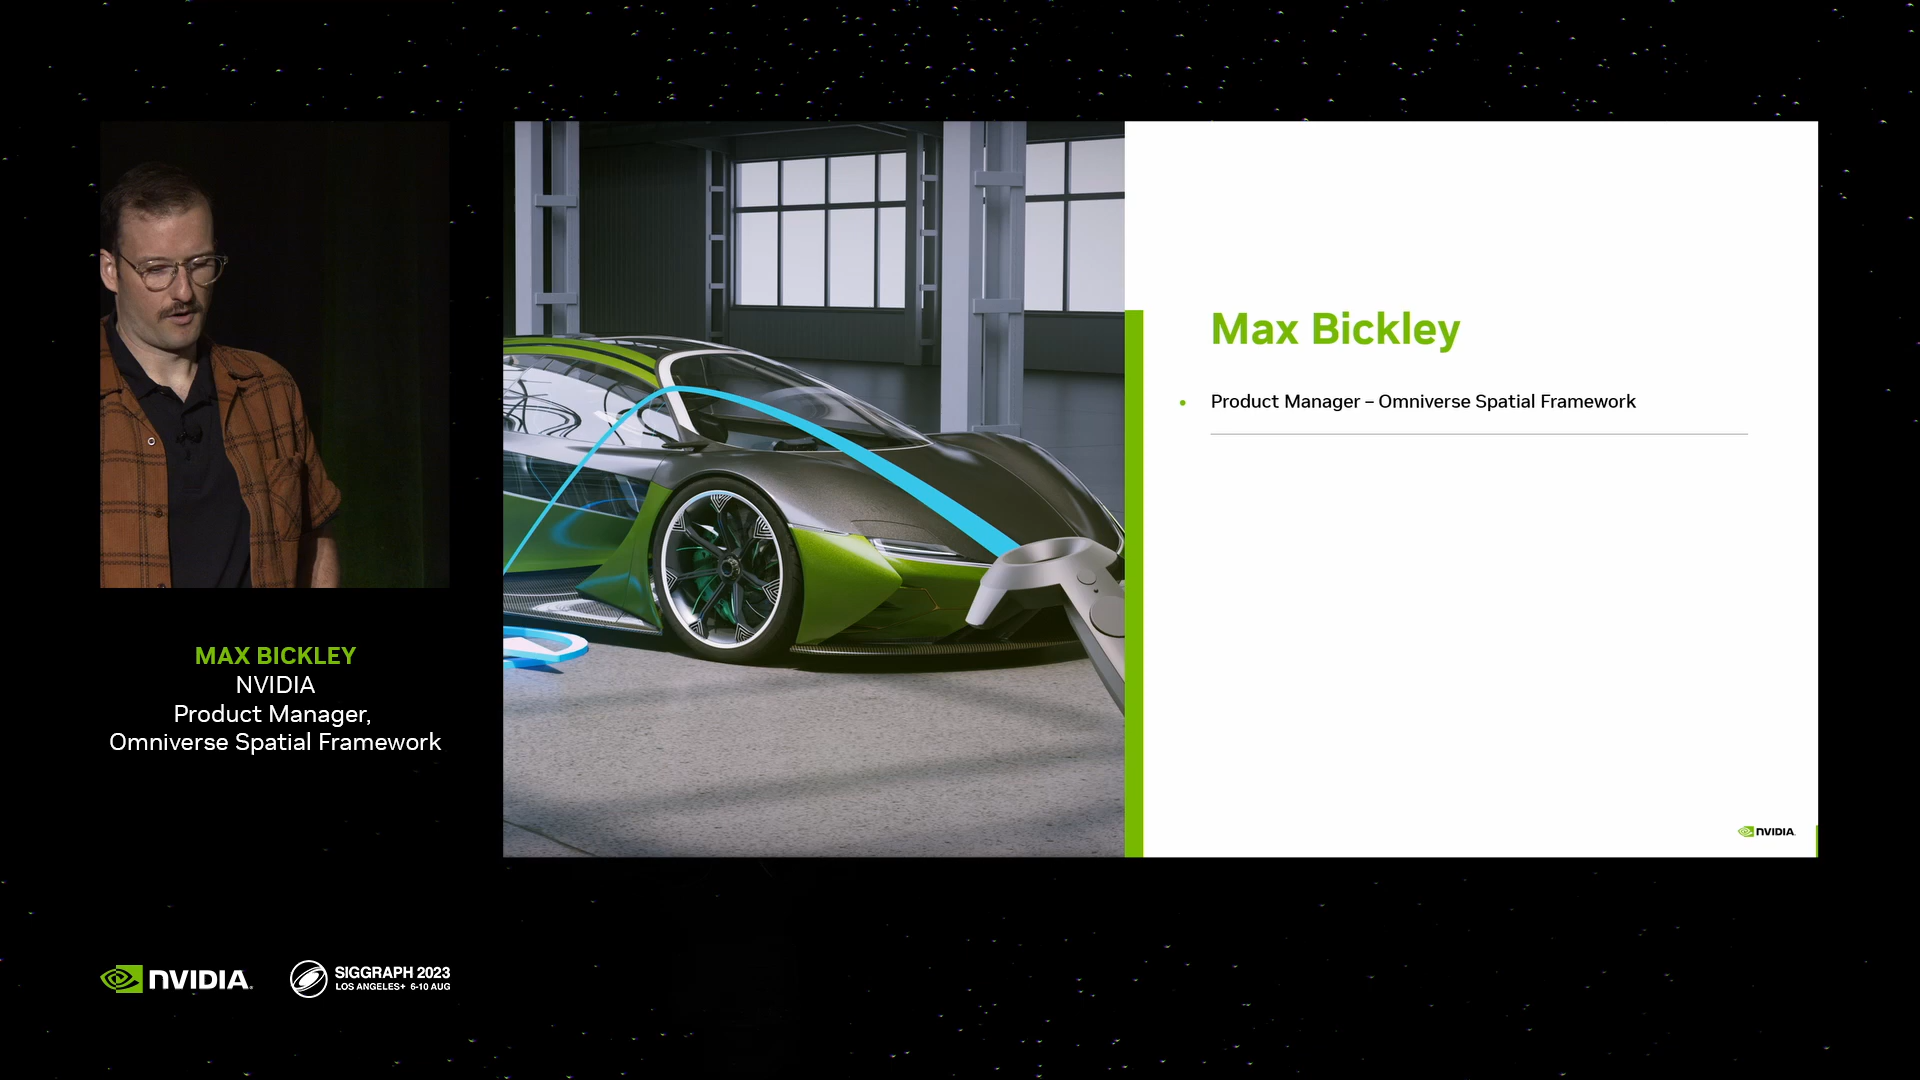 MAX BICKLEY
NVIDIA
Product Manager,
Omniverse Spatial Framework
Max Bickley
• Product Manager – Omniverse Spatial Framework
NVIDIA.
NVIDIA.
SIGGRAPH 2023
LOS ANGELES+ 6-10 AUG